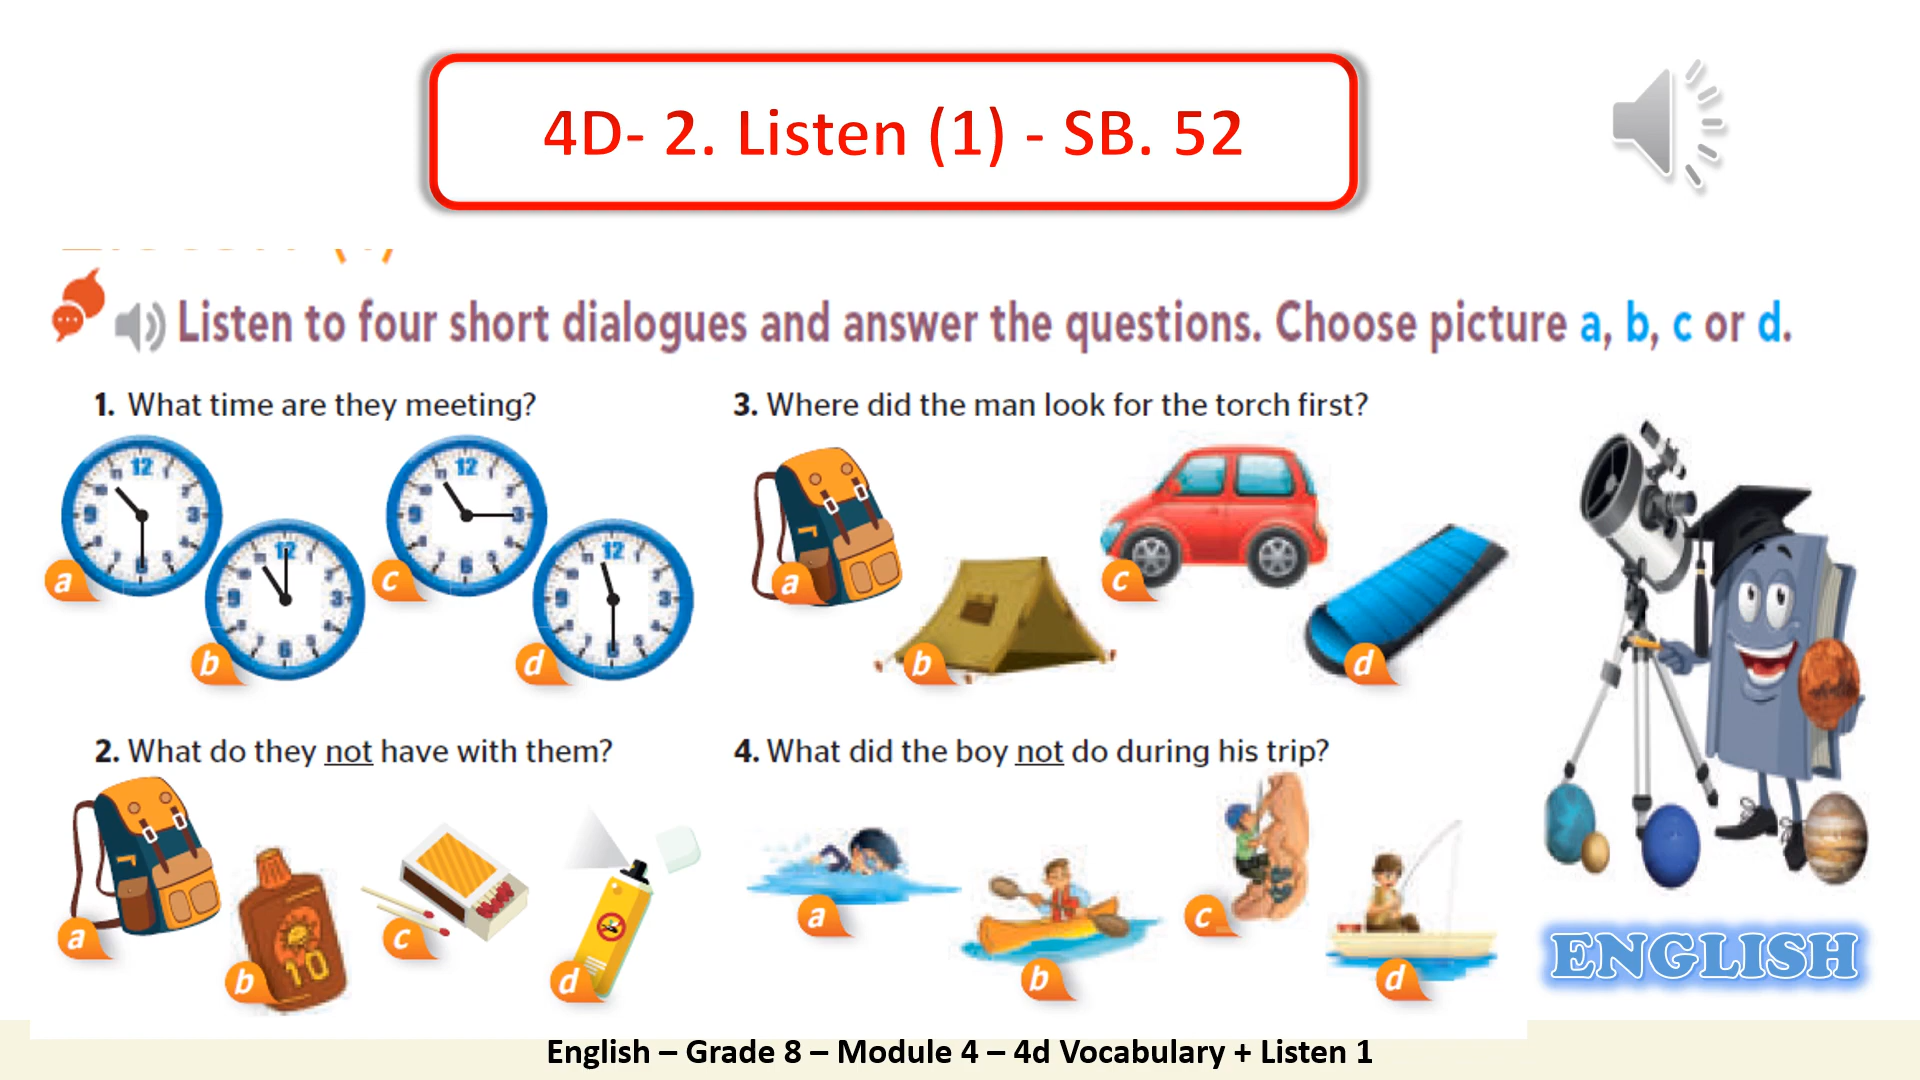 4D- 2. Listen (1) - SB. 52
Listen to four short dialogues and answer the questions. Choose picture a, b, c or d.
1. What time are they meeting?
a
b
c
d
3. Where did the man look for the torch first?
a
b
c
d
2. What do they not have with them?
a
b
10
c
d
4. What did the boy not do during his trip?
a
b
c
d
ENGLISH
English – Grade 8 – Module 4 – 4d Vocabulary + Listen 1